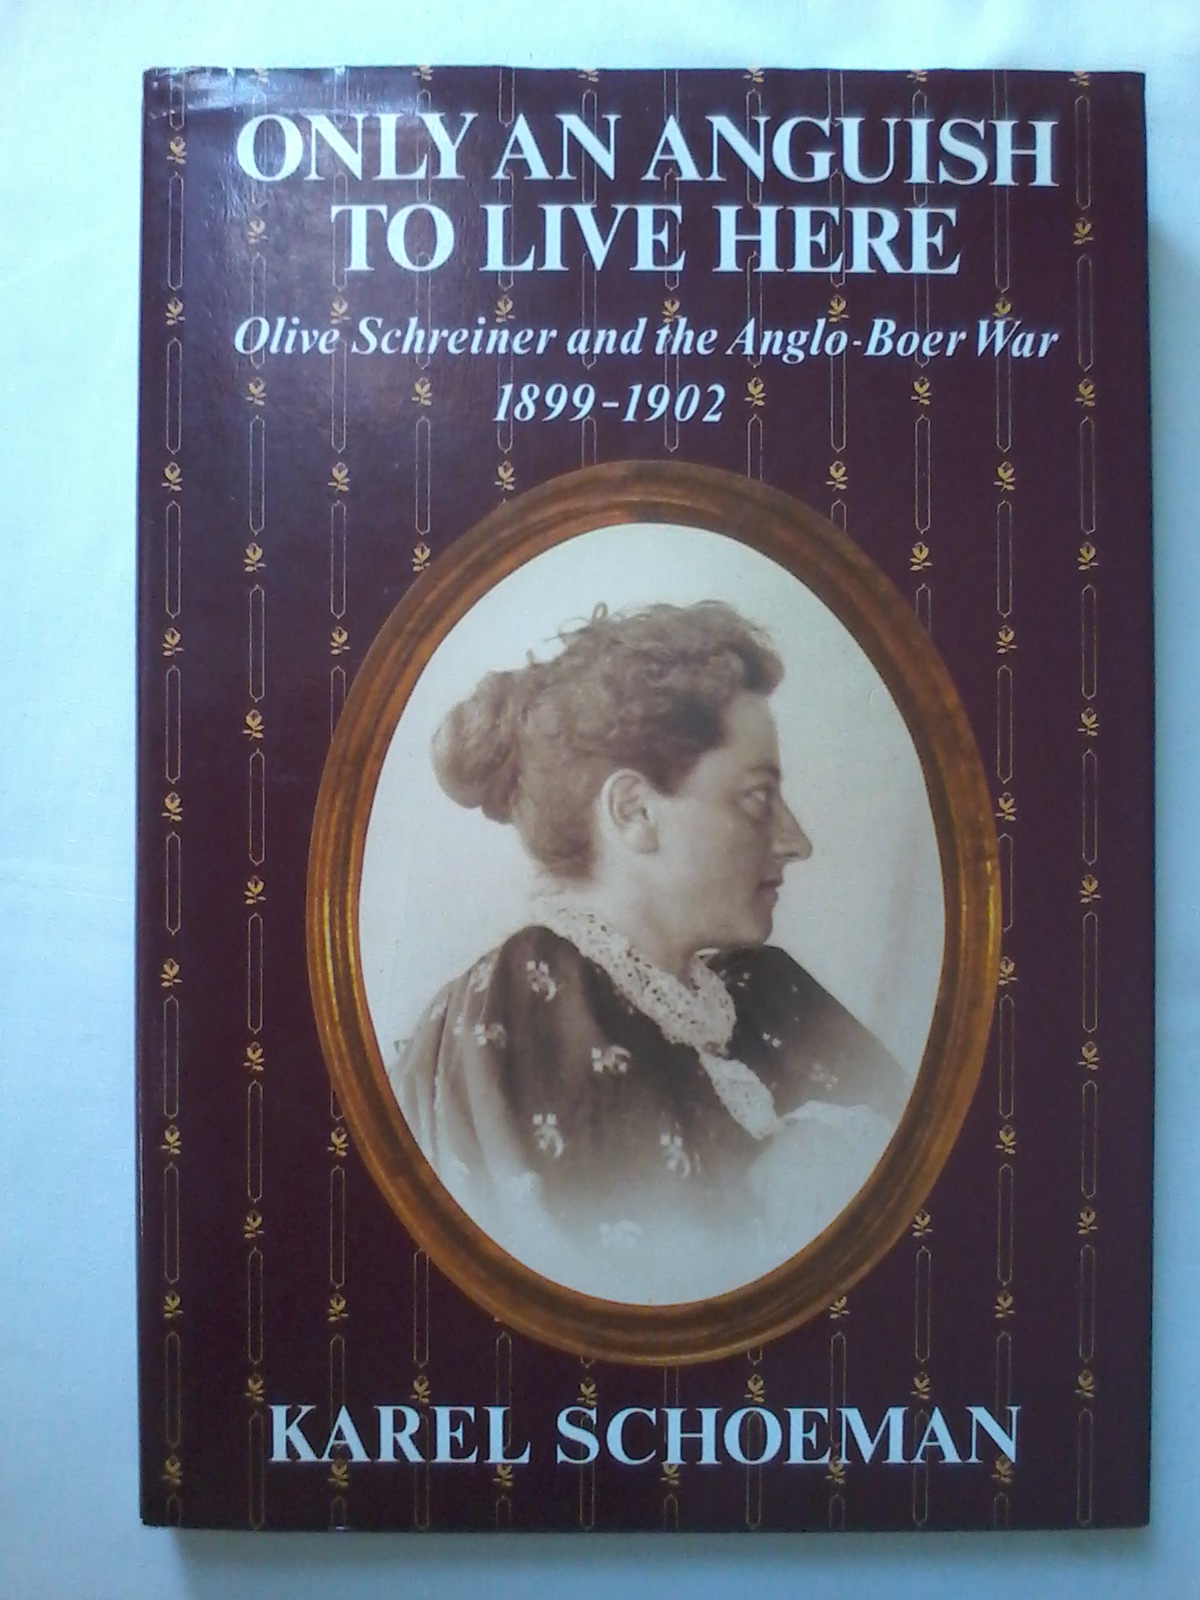 ONLY AN ANGUISH
TO LIVE HERE
Olive Schreiner and the Anglo-Boer War
1899-1902
KAREL SCHOEMAN